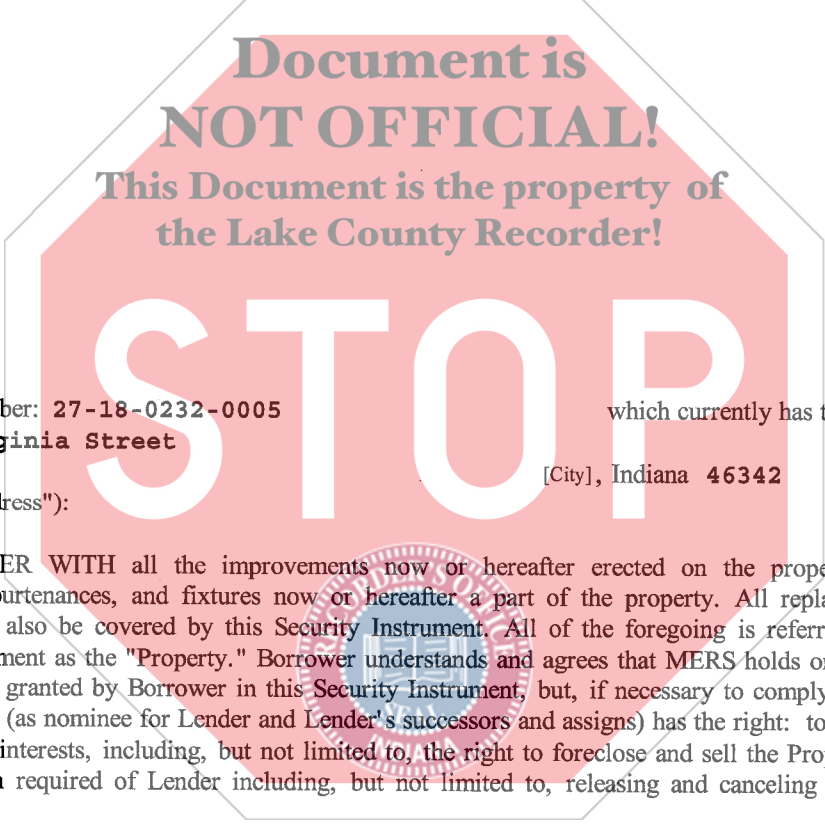 Document is
NOT OFFICIAL!
This Document is the property of
the Lake County Recorder!
STOP
ber: 27-18-0232-0005 which currently has t
ginia Street
[City], Indiana 46342
ress"):
ER WITH all the improvements now or hereafter erected on the prope
urtenances, and fixtures now or hereafter a part of the property. All repla
also be covered by this Security Instrument. All of the foregoing is referr
ment as the "Property." Borrower understands and agrees that MERS holds o
granted by Borrower in this Security Instrument, but, if necessary to comply
(as nominee for Lender and Lender's successors and assigns) has the right: to
interests, including, but not limited to, the right to foreclose and sell the Pro
required of Lender including, but not limited to, releasing and canceling
RECORDER'S OFFICE
SEAL